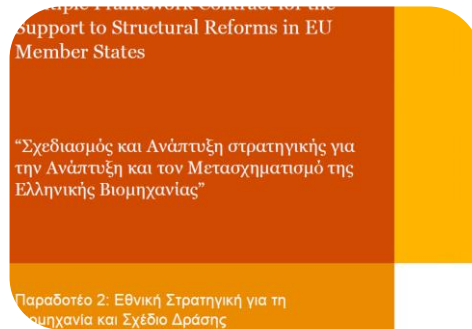 Framework Contract for the
Support to Structural Reforms in EU
Member States
“Σχεδιασμός και Ανάπτυξη στρατηγικής για
την Ανάπτυξη και τον Μετασχηματισμό της
Ελληνικής Βιομηχανίας”
Παραδοτέο 2: Εθνική Στρατηγική για τη
Βιομηχανία και Σχέδιο Δράσης